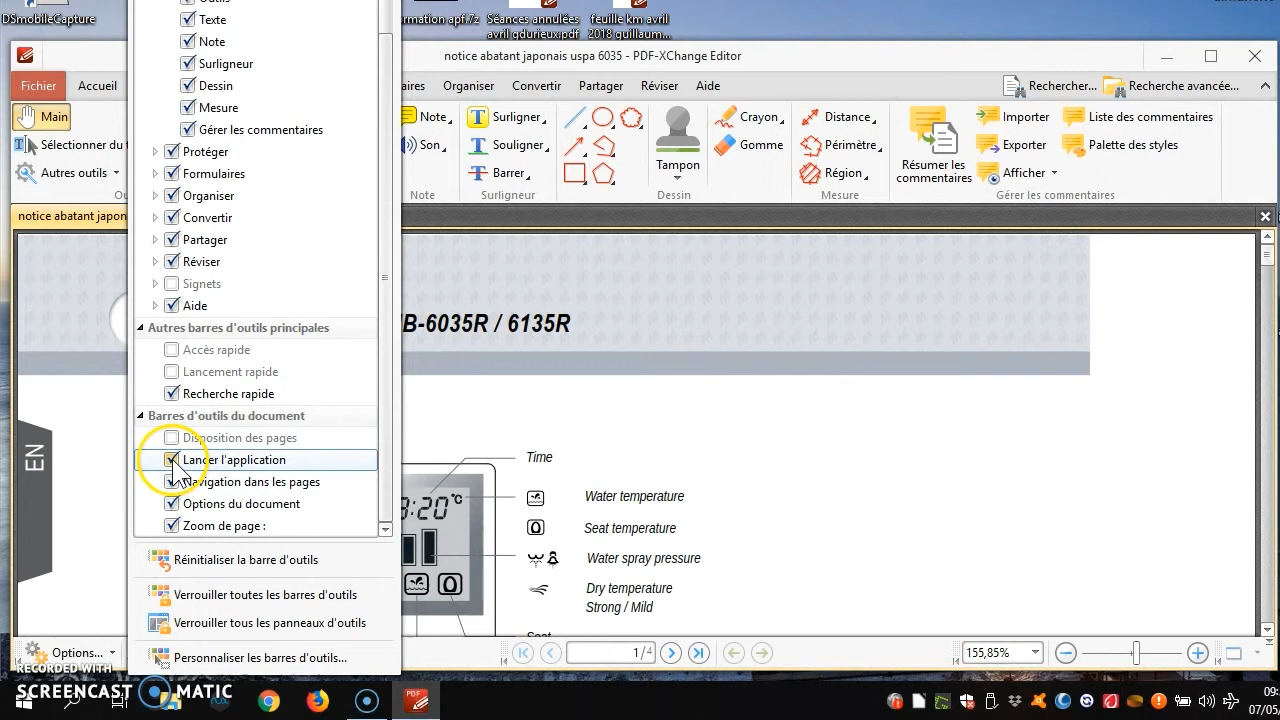 DSmobileCapture
rmation apf.7z
Séances annulées
avril gdurieux.pdf
feuille km avril
2018 guillaum...
notice abatant japonais uspa 6035 - PDF-XChange Editor
Fichier
Accueil
aires
Organiser
Convertir
Partager
Réviser
Aide
Rechercher...
Recherche avancée...
Main
Sélectionner du t
Autres outils
Texte
Note
Surligneur
Dessin
Mesure
Gérer les commentaires
Protéger
Formulaires
Organiser
Convertir
Partager
Réviser
Signets
Aide
Autres barres d'outils principales
Accès rapide
Lancement rapide
Recherche rapide
Barres d'outils du document
Disposition des pages
Lancer l'application
Navigation dans les pages
Options du document
Zoom de page :
Réinitialiser la barre d'outils
Verrouiller toutes les barres d'outils
Verrouiller tous les panneaux d'outils
Personnaliser les barres d'outils...
Note
Son
Note
Surligner
Souligner
Barrer
Surligneur
Tampon
Crayon
Gomme
Dessin
Distance
Périmètre
Région
Mesure
Résumer les
commentaires
Importer
Exporter
Afficher
Liste des commentaires
Palette des styles
Gérer les commentaires
notice abatant japon
B-6035R / 6135R
EN
Time
:20 °C
Water temperature
Seat temperature
Water spray pressure
Dry temperature
Strong / Mild
Options...
1/4
155,85%
RECORDED WITH
SCREENCAST MATIC
PDF
09:
07/05